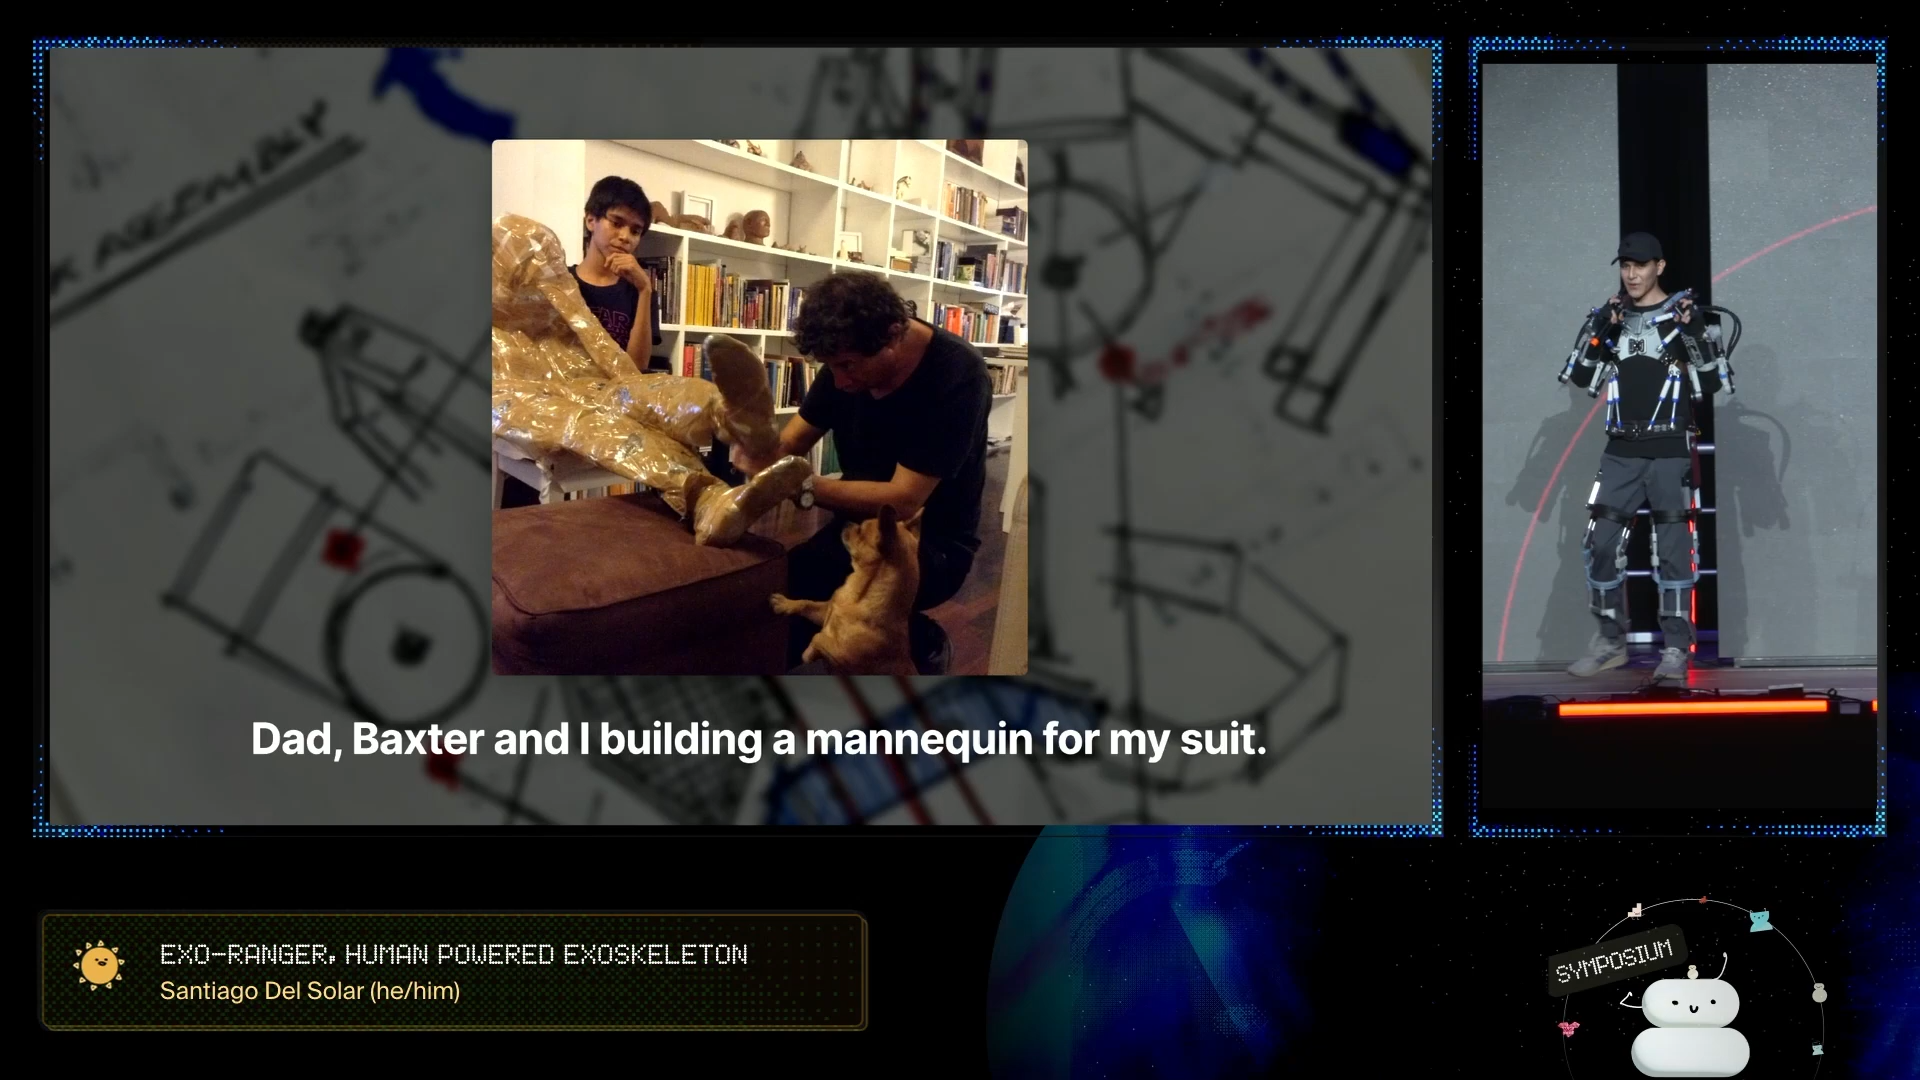 K ASEMBLY
Dad, Baxter and I building a mannequin for my suit.
EXO-RANGER, HUMAN POWERED EXOSKELETON
Santiago Del Solar (he/him)
SYMPOSIUM